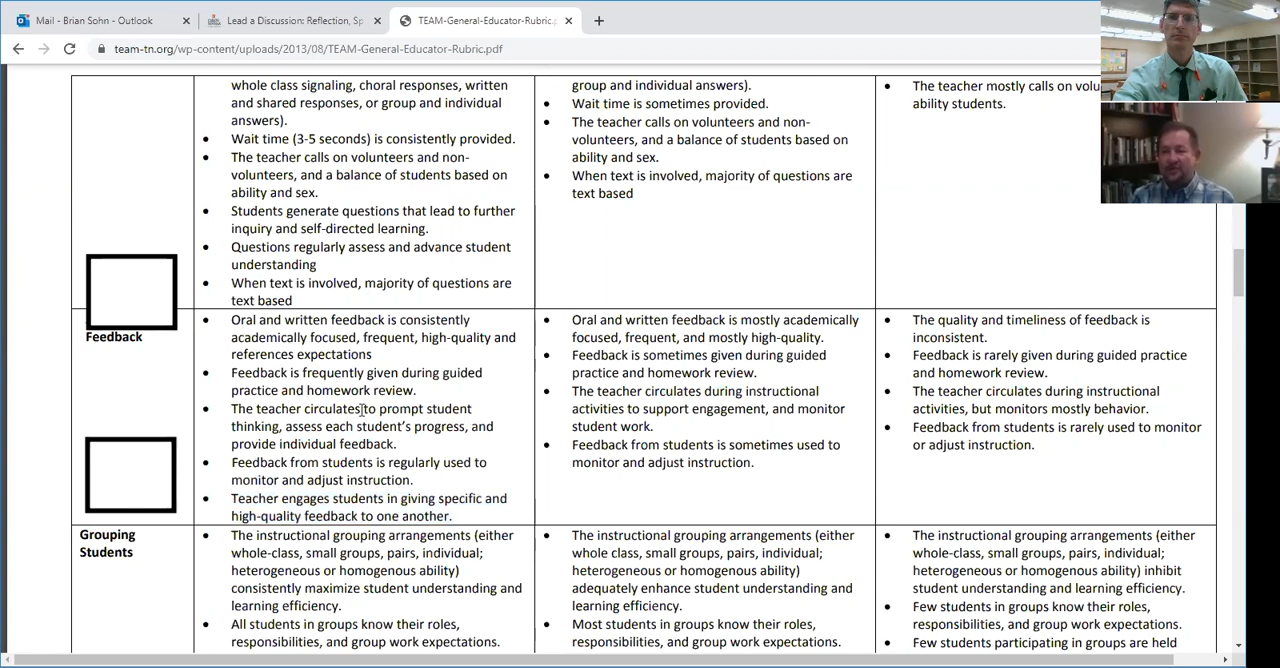 Mail - Brian Sohn - Outlook
Lead a Discussion: Reflection, Sp
TEAM-General-Educator-Rubric.p
team-tn.org/wp-content/uploads/2013/08/TEAM-General-Educator-Rubric.pdf
whole class signaling, choral responses, written
and shared responses, or group and individual
answers).
• Wait time (3-5 seconds) is consistently provided.
• The teacher calls on volunteers and non-
volunteers, and a balance of students based on
ability and sex.
• Students generate questions that lead to further
inquiry and self-directed learning.
• Questions regularly assess and advance student
understanding
• When text is involved, majority of questions are
text based
group and individual answers).
• Wait time is sometimes provided.
• The teacher calls on volunteers and non-
volunteers, and a balance of students based on
ability and sex.
• When text is involved, majority of questions are
text based
• The teacher mostly calls on
ability students.
Feedback
• Oral and written feedback is consistently
academically focused, frequent, high-quality and
references expectations
• Feedback is frequently given during guided
practice and homework review.
• The teacher circulates to prompt student
thinking, assess each student's progress, and
provide individual feedback.
• Feedback from students is regularly used to
monitor and adjust instruction.
• Teacher engages students in giving specific and
high-quality feedback to one another.
• Oral and written feedback is mostly academically
focused, frequent, and mostly high-quality.
• Feedback is sometimes given during guided
practice and homework review.
• The teacher circulates during instructional
activities to support engagement, and monitor
student work.
• Feedback from students is sometimes used to
monitor and adjust instruction.
• The quality and timeliness of feedback is
inconsistent.
• Feedback is rarely given during guided practice
and homework review.
• The teacher circulates during instructional
activities, but monitors mostly behavior.
• Feedback from students is rarely used to monitor
or adjust instruction.
Grouping
Students
• The instructional grouping arrangements (either
whole-class, small groups, pairs, individual;
heterogeneous or homogenous ability)
consistently maximize student understanding and
learning efficiency.
• All students in groups know their roles,
responsibilities, and group work expectations.
• The instructional grouping arrangements (either
whole class, small groups, pairs, individual;
heterogeneous or homogenous ability)
adequately enhance student understanding and
learning efficiency.
• Most students in groups know their roles,
responsibilities, and group work expectations.
• The instructional grouping arrangements (either
whole-class, small groups, pairs, individual;
heterogeneous or homogenous ability) inhibit
student understanding and learning efficiency.
• Few students in groups know their roles,
responsibilities, and group work expectations.
• Few students participating in groups are held